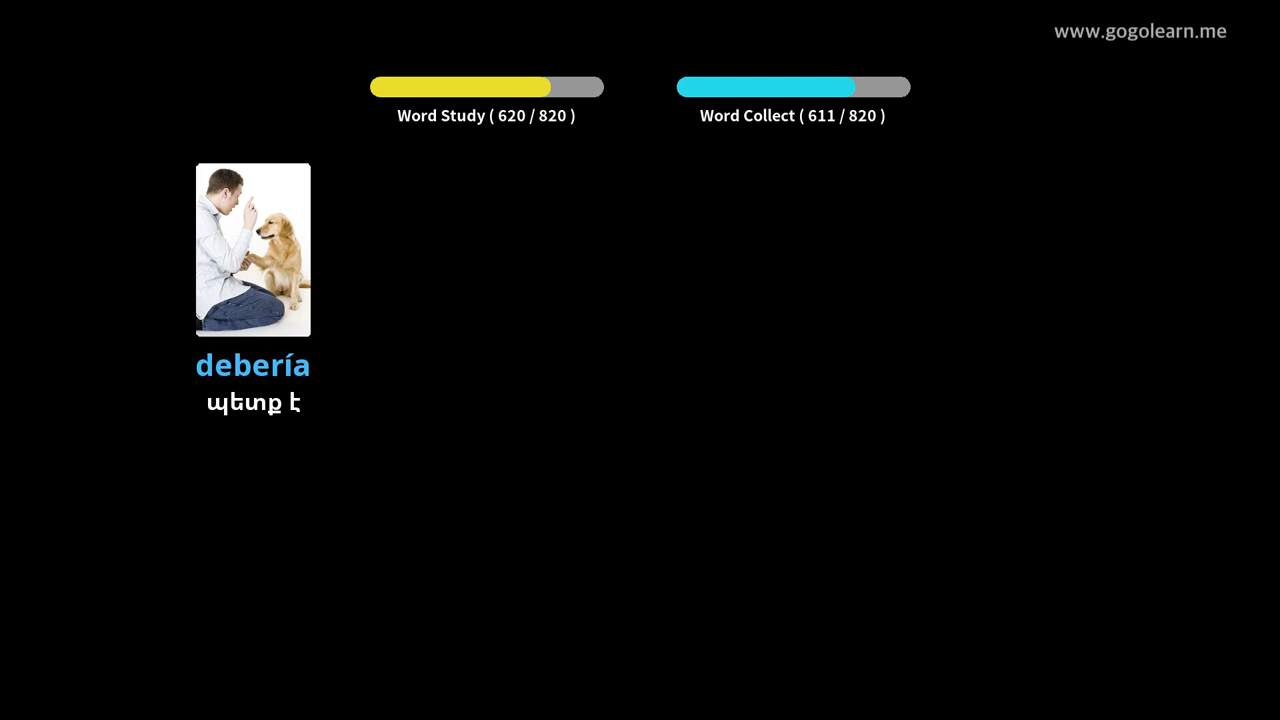 www.gogolearn.me
Word Study ( 620 / 820 )
Word Collect ( 611 / 820 )
debería
պետք է